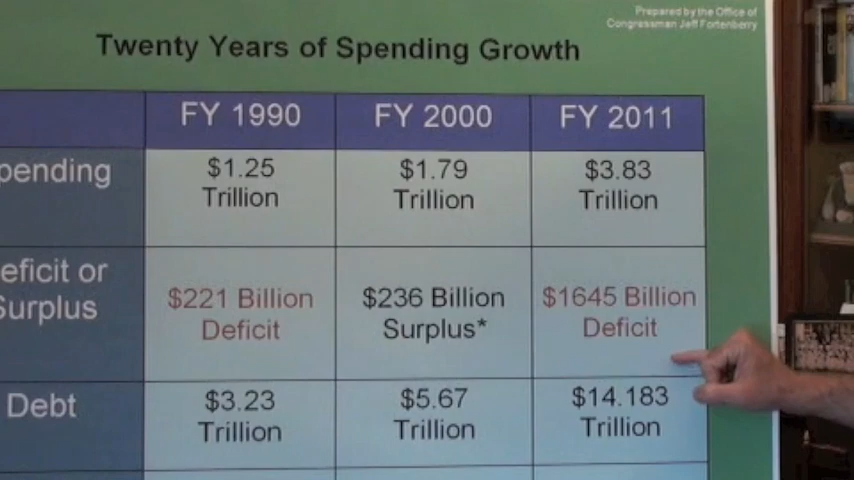 Prepared by the Office of
Congressman Jeff Fortenberry
Twenty Years of Spending Growth
FY 1990 FY 2000 FY 2011
pending $1.25 Trillion $1.79 Trillion $3.83 Trillion
eficit or Surplus $221 Billion Deficit $236 Billion Surplus* $1645 Billion Deficit
Debt $3.23 Trillion $5.67 Trillion $14.183 Trillion